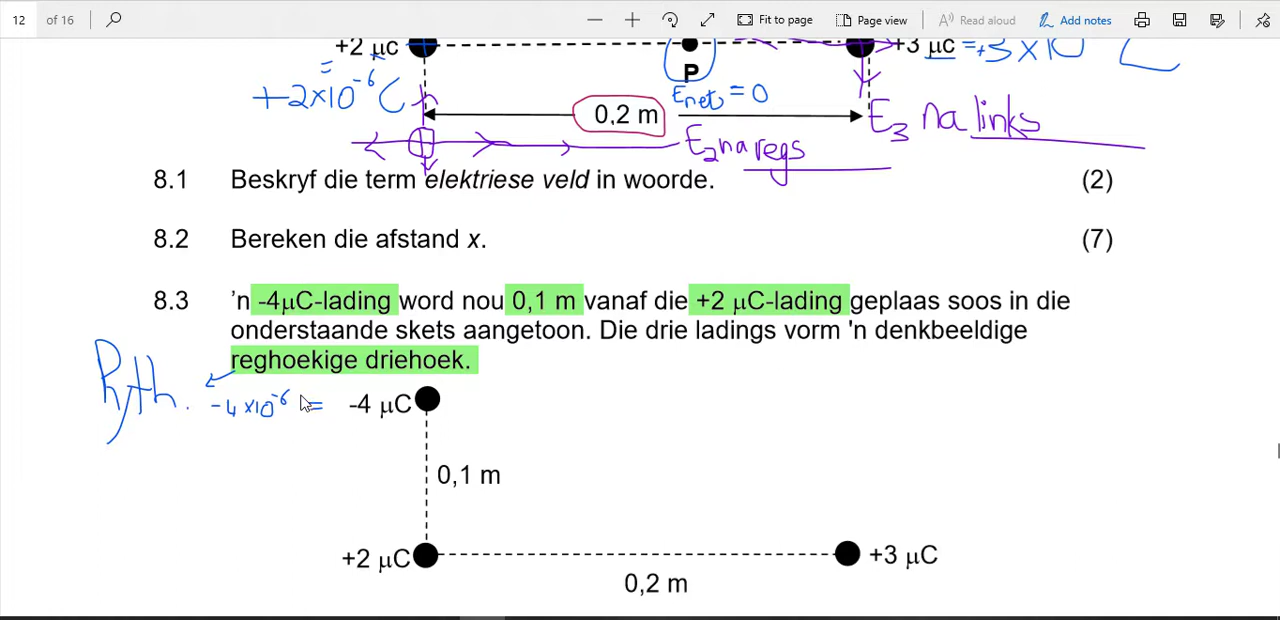 12 of 16 Fit to page Page view A Read aloud Add notes
+2 μC +3 μC = +3 × 10
P
+2×10⁻⁶ C Enet = 0
0,2 m E₃ na links
E₂ na regs
8.1 Beskryf die term elektriese veld in woorde. (2)
8.2 Bereken die afstand x. (7)
8.3 'n -4μC-lading word nou 0,1 m vanaf die +2 μC-lading geplaas soos in die
onderstaande skets aangetoon. Die drie ladings vorm 'n denkbeeldige
reghoekige driehoek.
Pyth.
-4×10⁻⁶ = -4 μC
0,1 m
+2 μC +3 μC
0,2 m